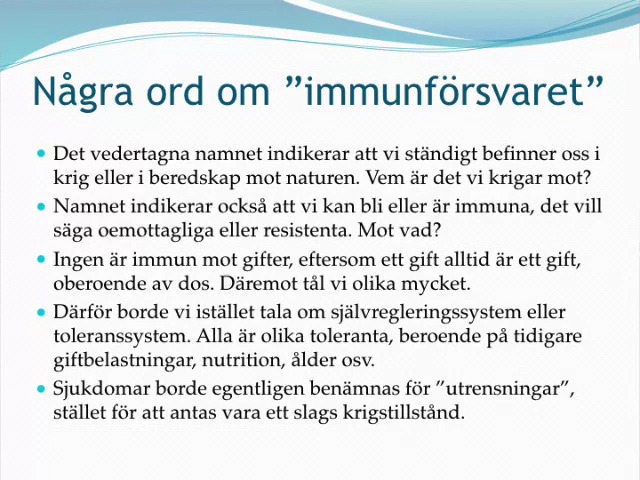 Några ord om ”immunförsvaret”
• Det vedertagna namnet indikerar att vi ständigt befinner oss i
krig eller i beredskap mot naturen. Vem är det vi krigar mot?
• Namnet indikerar också att vi kan bli eller är immuna, det vill
säga oemottagliga eller resistenta. Mot vad?
• Ingen är immun mot gifter, eftersom ett gift alltid är ett gift,
oberoende av dos. Däremot tål vi olika mycket.
• Därför borde vi istället tala om självregleringssystem eller
toleranssystem. Alla är olika toleranta, beroende på tidigare
giftbelastningar, nutrition, ålder osv.
• Sjukdomar borde egentligen benämnas för ”utrensningar”,
stället för att antas vara ett slags krigstillstånd.